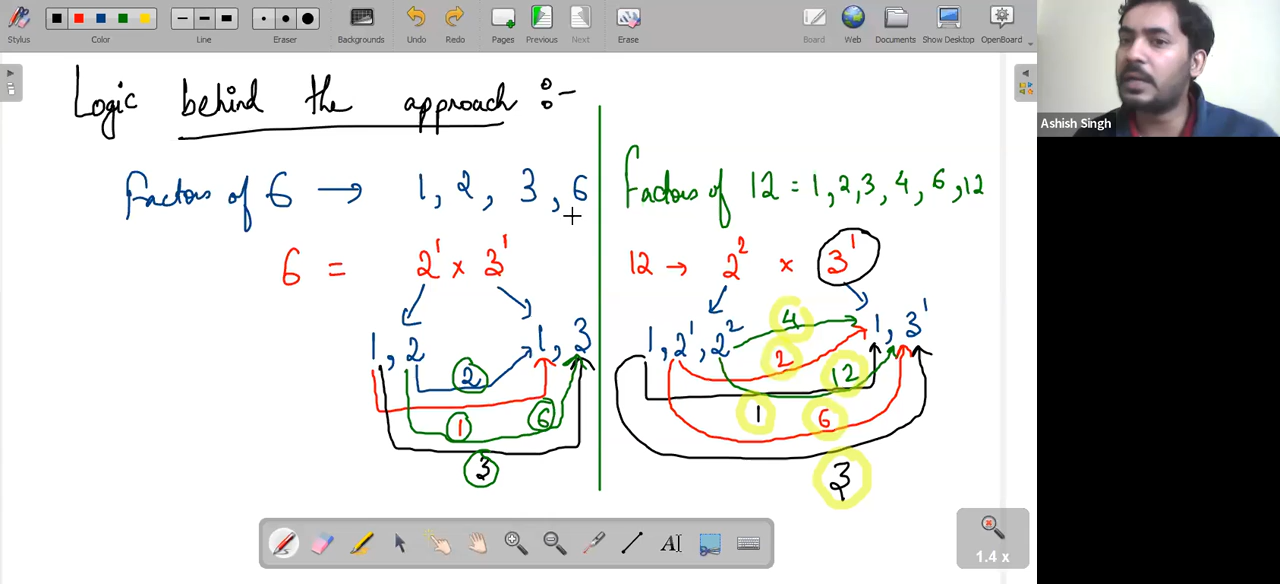 Stylus Color Line Eraser Backgrounds Undo Redo Pages Previous Next Erase Board Web Documents Show Desktop OpenBoard
Ashish Singh
Logic behind the approach :-
Factors of 6 → 1, 2, 3, 6
6 = 2¹ × 3¹
1, 2 1, 3
2
1 6
3
Factors of 12 = 1, 2, 3, 4, 6, 12
12 → 2² × 3¹
4
1, 2¹, 2² 1, 3¹
2
12
1 6
3
1.4 x